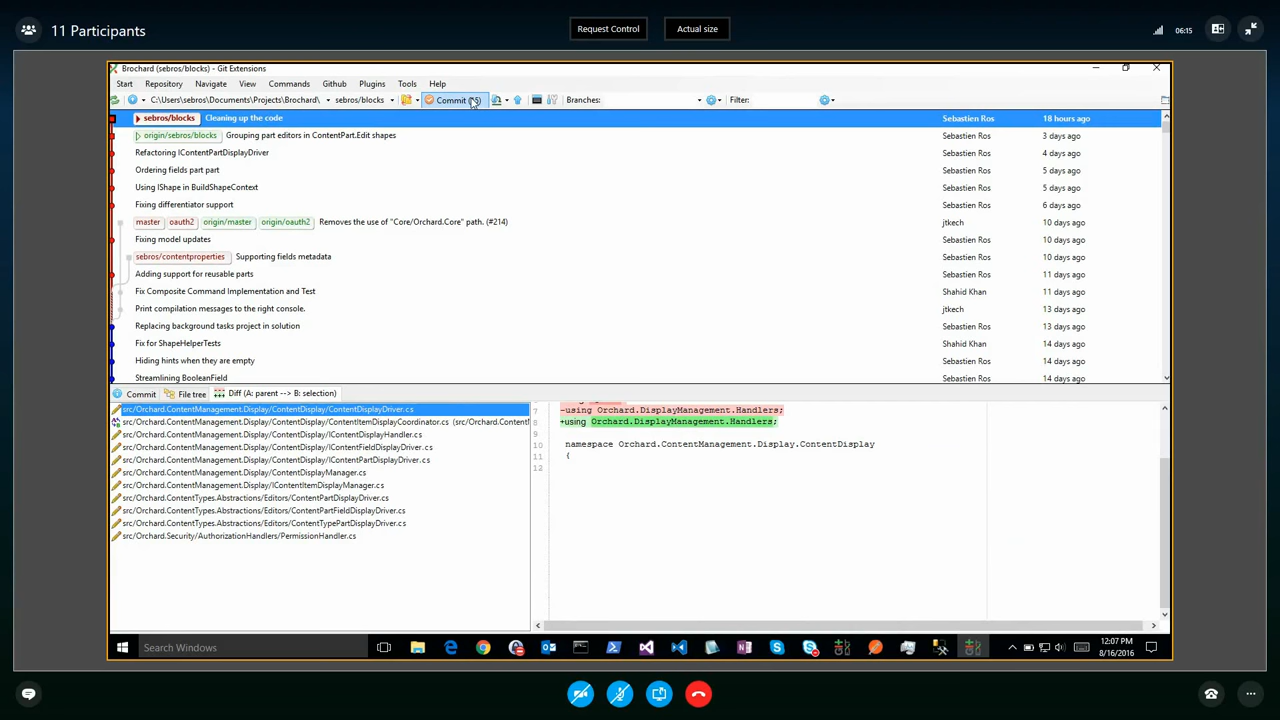 11 Participants
Request Control
Actual size
06:15
Brochard (sebros/blocks) - Git Extensions
Start Repository Navigate View Commands Github Plugins Tools Help
C:\Users\sebros\Documents\Projects\Brochard\ sebros/blocks Commit Branches: Filter:
sebros/blocks Cleaning up the code Sebastien Ros 18 hours ago
origin/sebros/blocks Grouping part editors in ContentPart.Edit shapes Sebastien Ros 3 days ago
Refactoring IContentPartDisplayDriver Sebastien Ros 4 days ago
Ordering fields part part Sebastien Ros 5 days ago
Using IShape in BuildShapeContext Sebastien Ros 5 days ago
Fixing differentiator support Sebastien Ros 6 days ago
master oauth2 origin/master origin/oauth2 Removes the use of "Core/Orchard.Core" path. (#214) jtkech 10 days ago
Fixing model updates Sebastien Ros 10 days ago
sebros/contentproperties Supporting fields metadata Sebastien Ros 10 days ago
Adding support for reusable parts Sebastien Ros 11 days ago
Fix Composite Command Implementation and Test Shahid Khan 11 days ago
Print compilation messages to the right console. jtkech 13 days ago
Replacing background tasks project in solution Sebastien Ros 13 days ago
Fix for ShapeHelperTests Shahid Khan 14 days ago
Hiding hints when they are empty Sebastien Ros 14 days ago
Streamlining BooleanField Sebastien Ros 14 days ago
Commit File tree Diff (A: parent --> B: selection)
src/Orchard.ContentManagement.Display/ContentDisplay/ContentDisplayDriver.cs
src/Orchard.ContentManagement.Display/ContentDisplay/ContentItemDisplayCoordinator.cs (src/Orchard.Content
src/Orchard.ContentManagement.Display/ContentDisplay/IContentDisplayHandler.cs
src/Orchard.ContentManagement.Display/ContentDisplay/IContentFieldDisplayDriver.cs
src/Orchard.ContentManagement.Display/ContentDisplay/IContentPartDisplayDriver.cs
src/Orchard.ContentManagement.Display/ContentDisplayManager.cs
src/Orchard.ContentManagement.Display/IContentItemDisplayManager.cs
src/Orchard.ContentTypes.Abstractions/Editors/ContentPartDisplayDriver.cs
src/Orchard.ContentTypes.Abstractions/Editors/ContentPartFieldDisplayDriver.cs
src/Orchard.ContentTypes.Abstractions/Editors/ContentTypePartDisplayDriver.cs
src/Orchard.Security/AuthorizationHandlers/PermissionHandler.cs
7 -using Orchard.DisplayManagement.Handlers;
8 +using Orchard.DisplayManagement.Handlers;
9
10 namespace Orchard.ContentManagement.Display.ContentDisplay
11 {
12
Search Windows
12:07 PM
8/16/2016